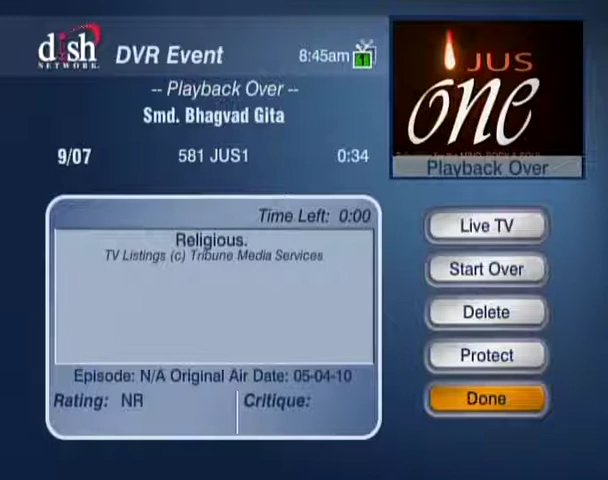 dish
NETWORK
DVR Event
8:45am
1
-- Playback Over --
Smd. Bhagvad Gita
9/07 581 JUS1 0:34
JUS
one
Playback Over
Time Left: 0:00
Religious.
TV Listings (c) Tribune Media Services
Episode: N/A Original Air Date: 05-04-10
Rating: NR Critique:
Live TV
Start Over
Delete
Protect
Done